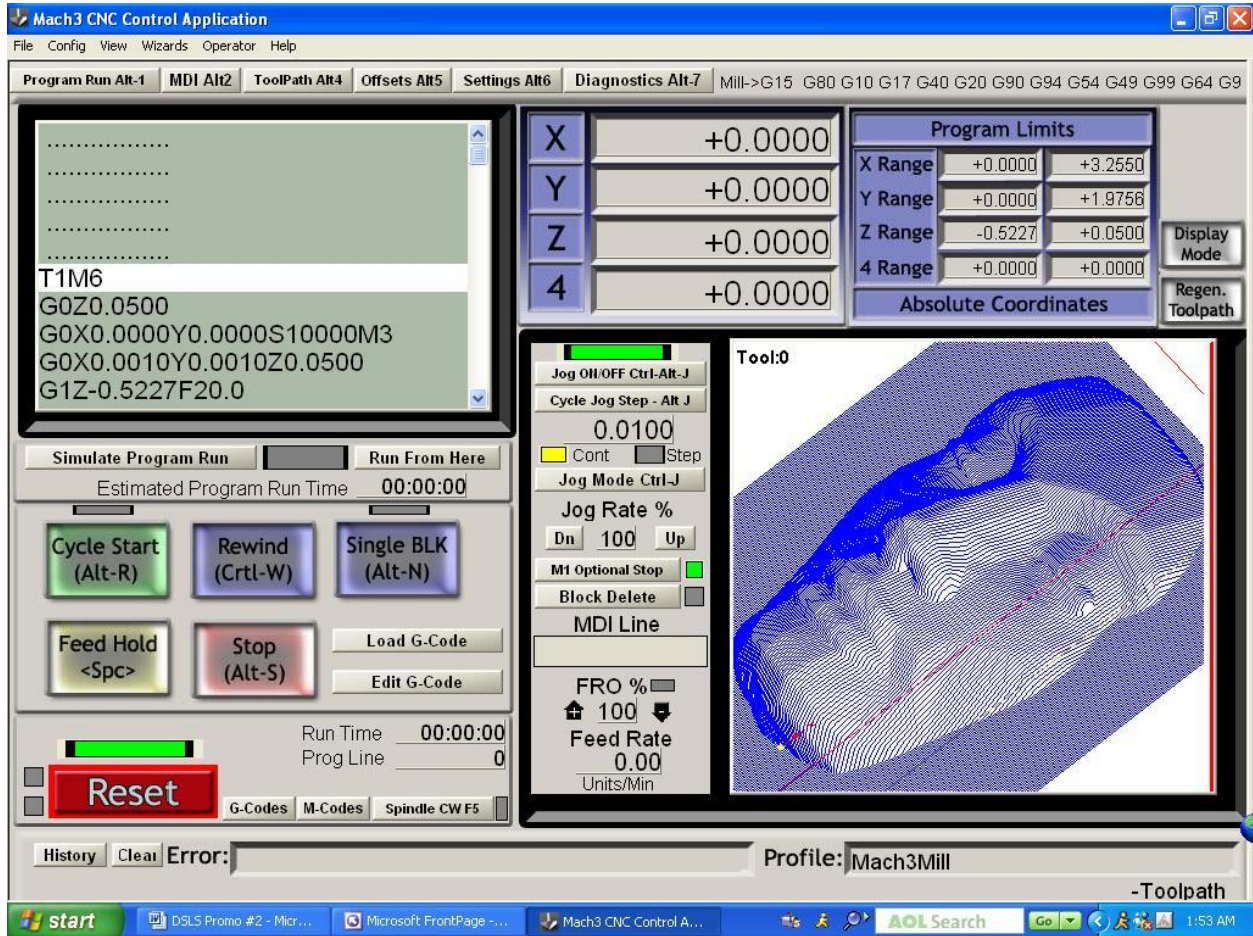 Mach3 CNC Control Application
File Config View Wizards Operator Help
Program Run Alt-1 MDI Alt2 ToolPath Alt4 Offsets Alt5 Settings Alt6 Diagnostics Alt-7 Mill->G15 G80 G10 G17 G40 G20 G90 G94 G54 G49 G99 G64 G9
.................
.................
.................
.................
.................
T1M6
G0Z0.0500
G0X0.0000Y0.0000S10000M3
G0X0.0010Y0.0010Z0.0500
G1Z-0.5227F20.0
X +0.0000
Y +0.0000
Z +0.0000
4 +0.0000
Program Limits
X Range +0.0000 +3.2550
Y Range +0.0000 +1.9756
Z Range -0.5227 +0.0500
4 Range +0.0000 +0.0000
Absolute Coordinates
Display
Mode
Regen.
Toolpath
Simulate Program Run Run From Here
Estimated Program Run Time 00:00:00
Cycle Start
(Alt-R)
Rewind
(Crtl-W)
Single BLK
(Alt-N)
Feed Hold
<Spc>
Stop
(Alt-S)
Load G-Code
Edit G-Code
Run Time 00:00:00
Prog Line 0
Reset
G-Codes M-Codes Spindle CW F5
Jog ON/OFF Ctrl-Alt-J
Cycle Jog Step - Alt J
0.0100
Cont Step
Jog Mode Ctrl-J
Jog Rate %
Dn 100 Up
M1 Optional Stop
Block Delete
MDI Line
FRO %
100
Feed Rate
0.00
Units/Min
Tool:0
History Clear Error: Profile: Mach3Mill
-Toolpath
start DSLS Promo #2 - Micr... Microsoft FrontPage -... Mach3 CNC Control A... AOL Search Go 1:53 AM